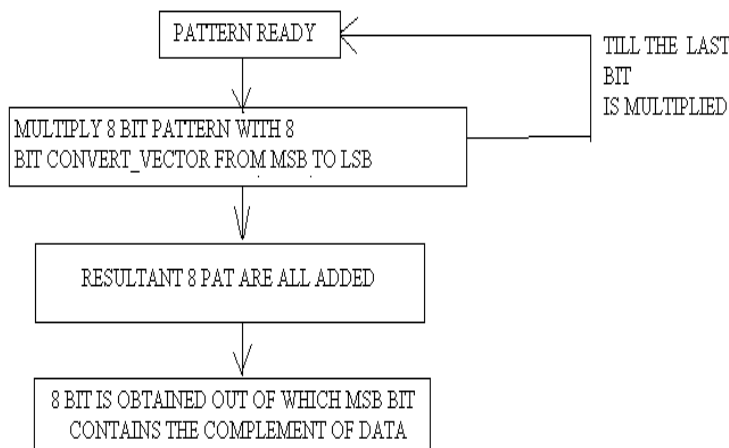 PATTERN READY
TILL THE LAST
BIT
IS MULTIPLIED
MULTIPLY 8 BIT PATTERN WITH 8
BIT CONVERT_VECTOR FROM MSB TO LSB
RESULTANT 8 PAT ARE ALL ADDED
8 BIT IS OBTAINED OUT OF WHICH MSB BIT
CONTAINS THE COMPLEMENT OF DATA